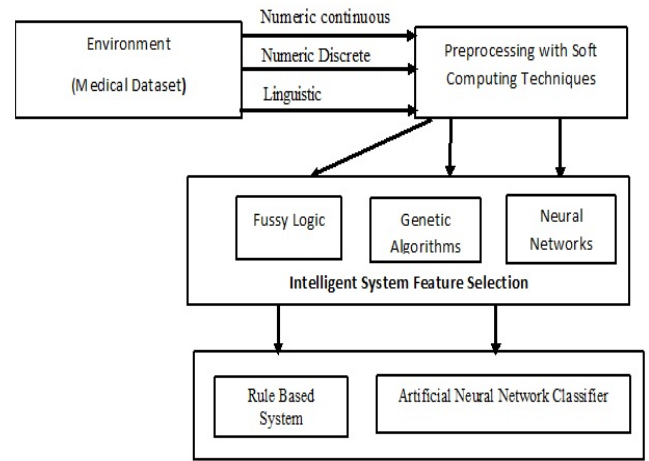 Numeric continuous
Environment
(Medical Dataset)
Numeric Discrete
Linguistic
Preprocessing with Soft
Computing Techniques
Fussy Logic
Genetic
Algorithms
Neural
Networks
Intelligent System Feature Selection
Rule Based
System
Artificial Neural Network Classifier